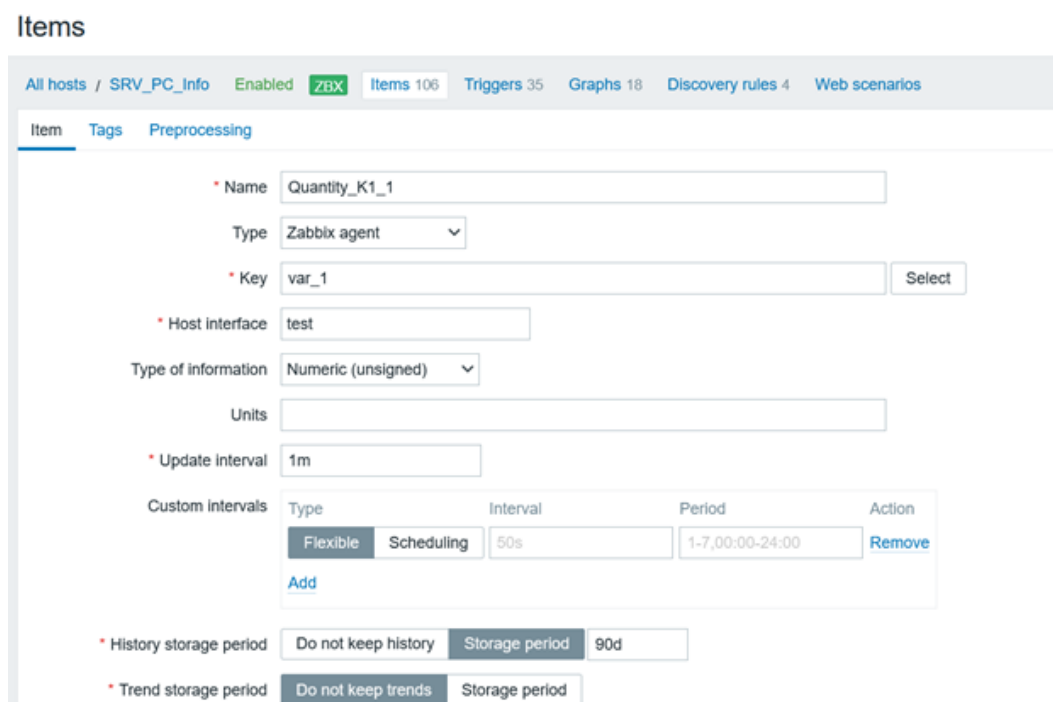 Items
All hosts / SRV_PC_Info Enabled ZBX Items 106 Triggers 35 Graphs 18 Discovery rules 4 Web scenarios
Item Tags Preprocessing
* Name Quantity_K1_1
Type Zabbix agent
* Key var_1 Select
* Host interface test
Type of information Numeric (unsigned)
Units
* Update interval 1m
Custom intervals Type Interval Period Action
Flexible Scheduling 50s 1-7,00:00-24:00 Remove
Add
* History storage period Do not keep history Storage period 90d
* Trend storage period Do not keep trends Storage period